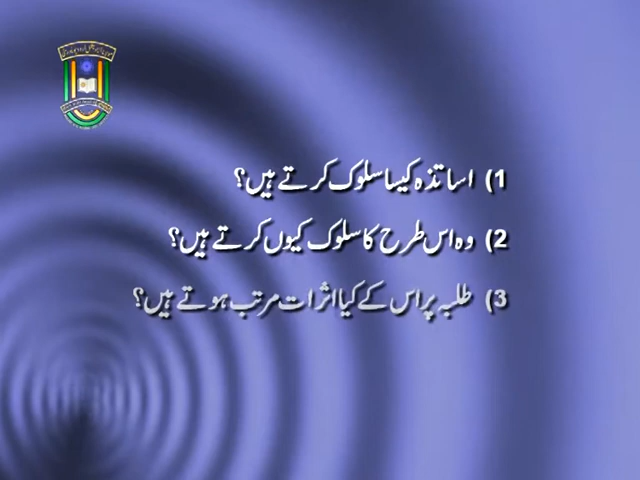 1) اساتذہ کیسا سلوک کرتے ہیں؟
2) وہ اس طرح کا سلوک کیوں کرتے ہیں؟
3) طلبہ پر اس کے کیا اثرات مرتب ہوتے ہیں؟